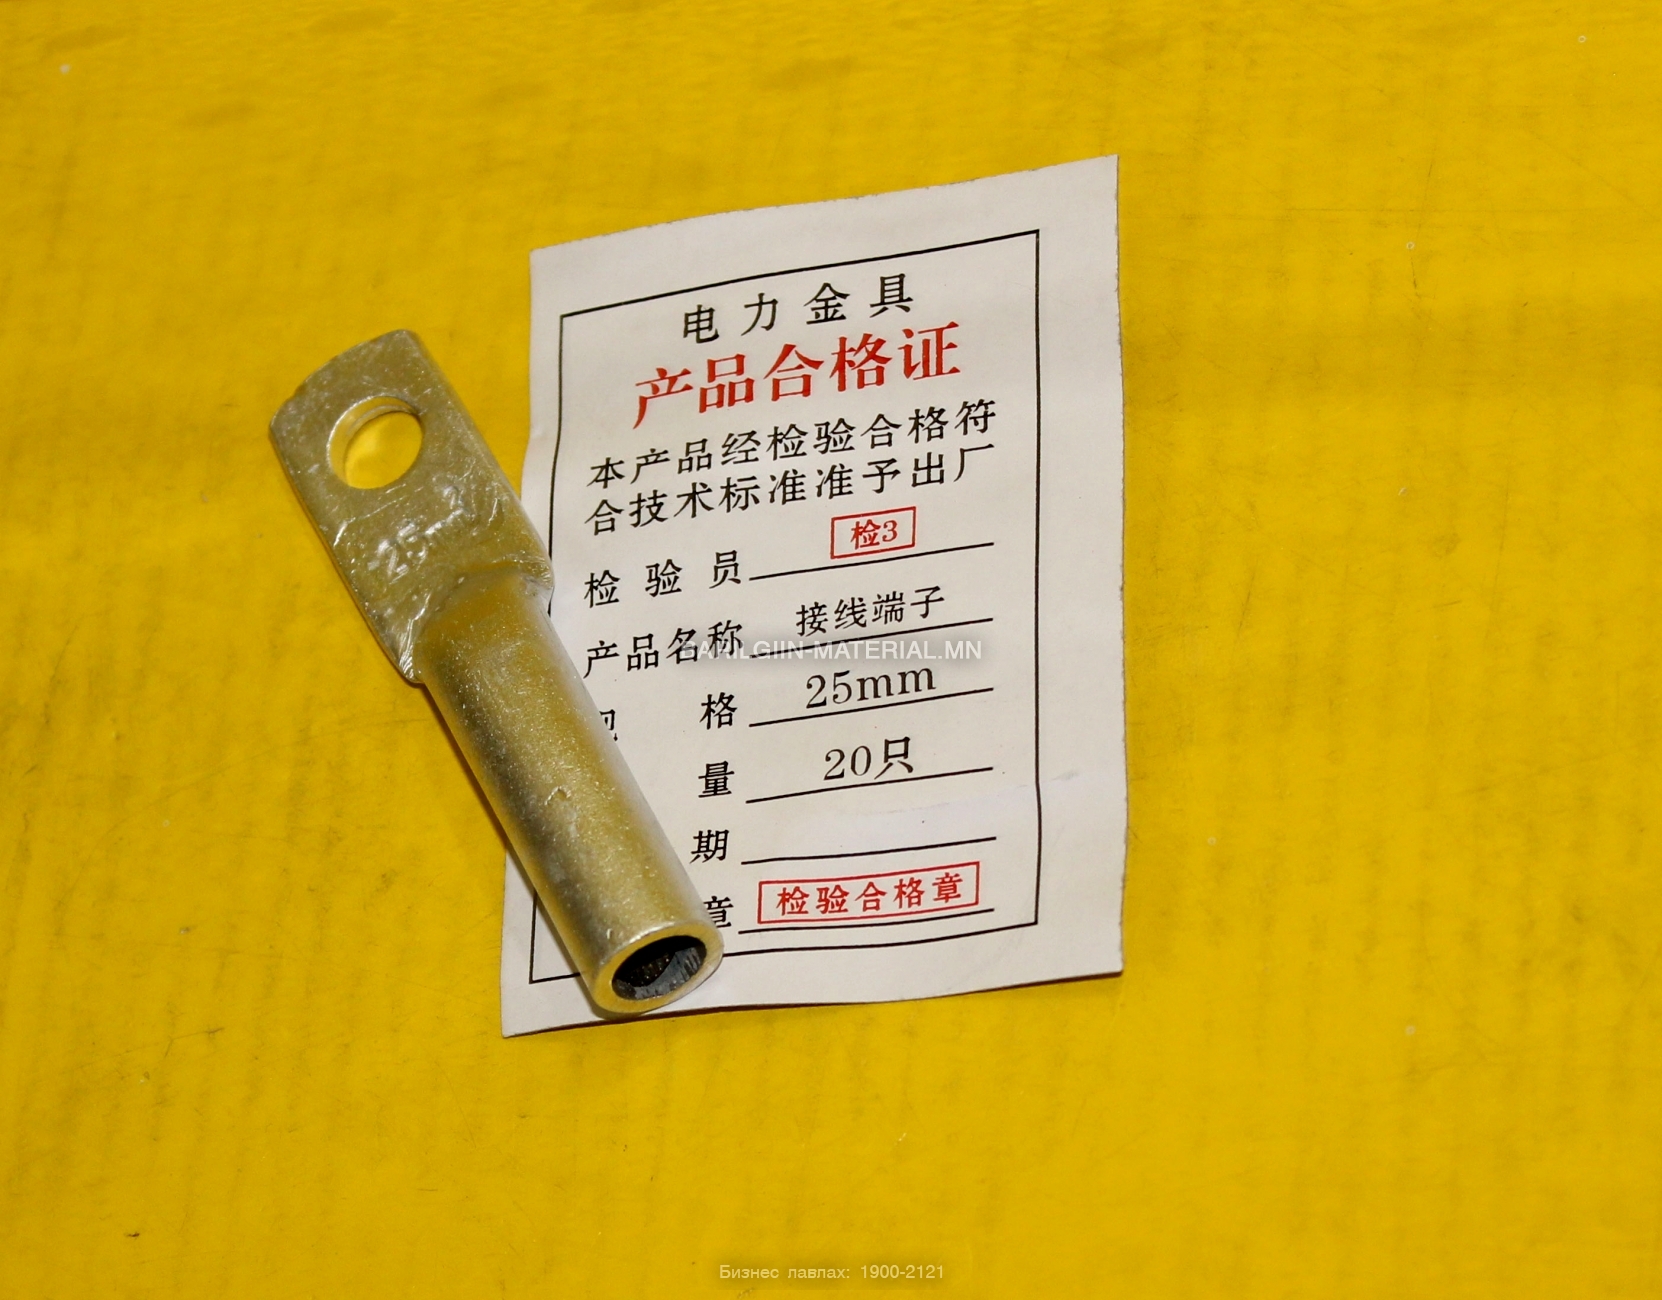 电力金具
产品合格证
本产品经检验合格符
合技术标准准予出厂
检验员 检3
产品名称 接线端子
格 25mm
量 20只
期
章 检验合格章
25
BARILGIIN-MATERIAL.MN
Бизнес лавлах: 1900-2121